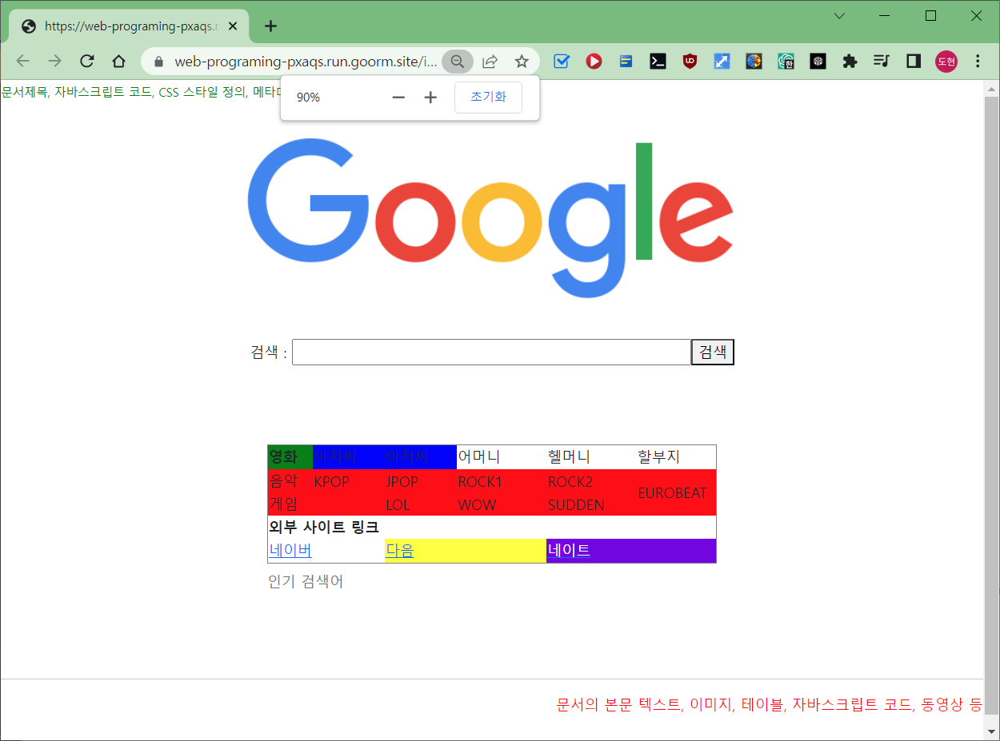 https://web-programing-pxaqs.r
web-programing-pxaqs.run.goorm.site/i...
도현
문서제목, 자바스크립트 코드, CSS 스타일 정의, 메타
90%
초기화
Google
검색 :
검색
영화 아저씨 아저씨 어머니 헬머니 할부지
음악 KPOP JPOP ROCK1 ROCK2 EUROBEAT
게임 LOL WOW SUDDEN
외부 사이트 링크
네이버 다음 네이트
인기 검색어
문서의 본문 텍스트, 이미지, 테이블, 자바스크립트 코드, 동영상 등